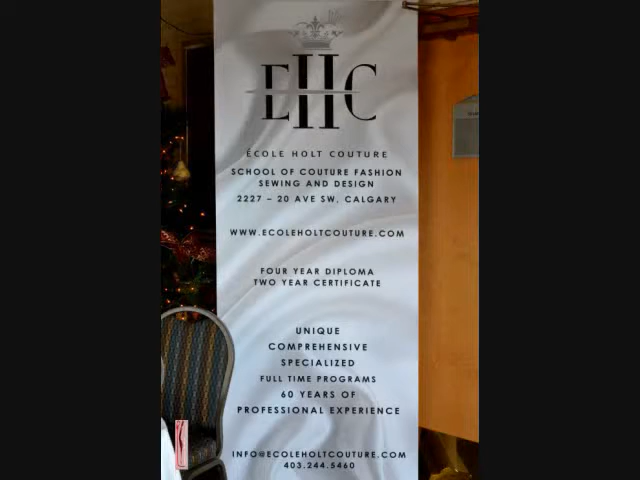 EHC
ÉCOLE HOLT COUTURE
SCHOOL OF COUTURE FASHION
SEWING AND DESIGN
2227 – 20 AVE SW, CALGARY
WWW.ECOLEHOLTCOUTURE.COM
FOUR YEAR DIPLOMA
TWO YEAR CERTIFICATE
UNIQUE
COMPREHENSIVE
SPECIALIZED
FULL TIME PROGRAMS
60 YEARS OF
PROFESSIONAL EXPERIENCE
INFO@ECOLEHOLTCOUTURE.COM
403.244.5460